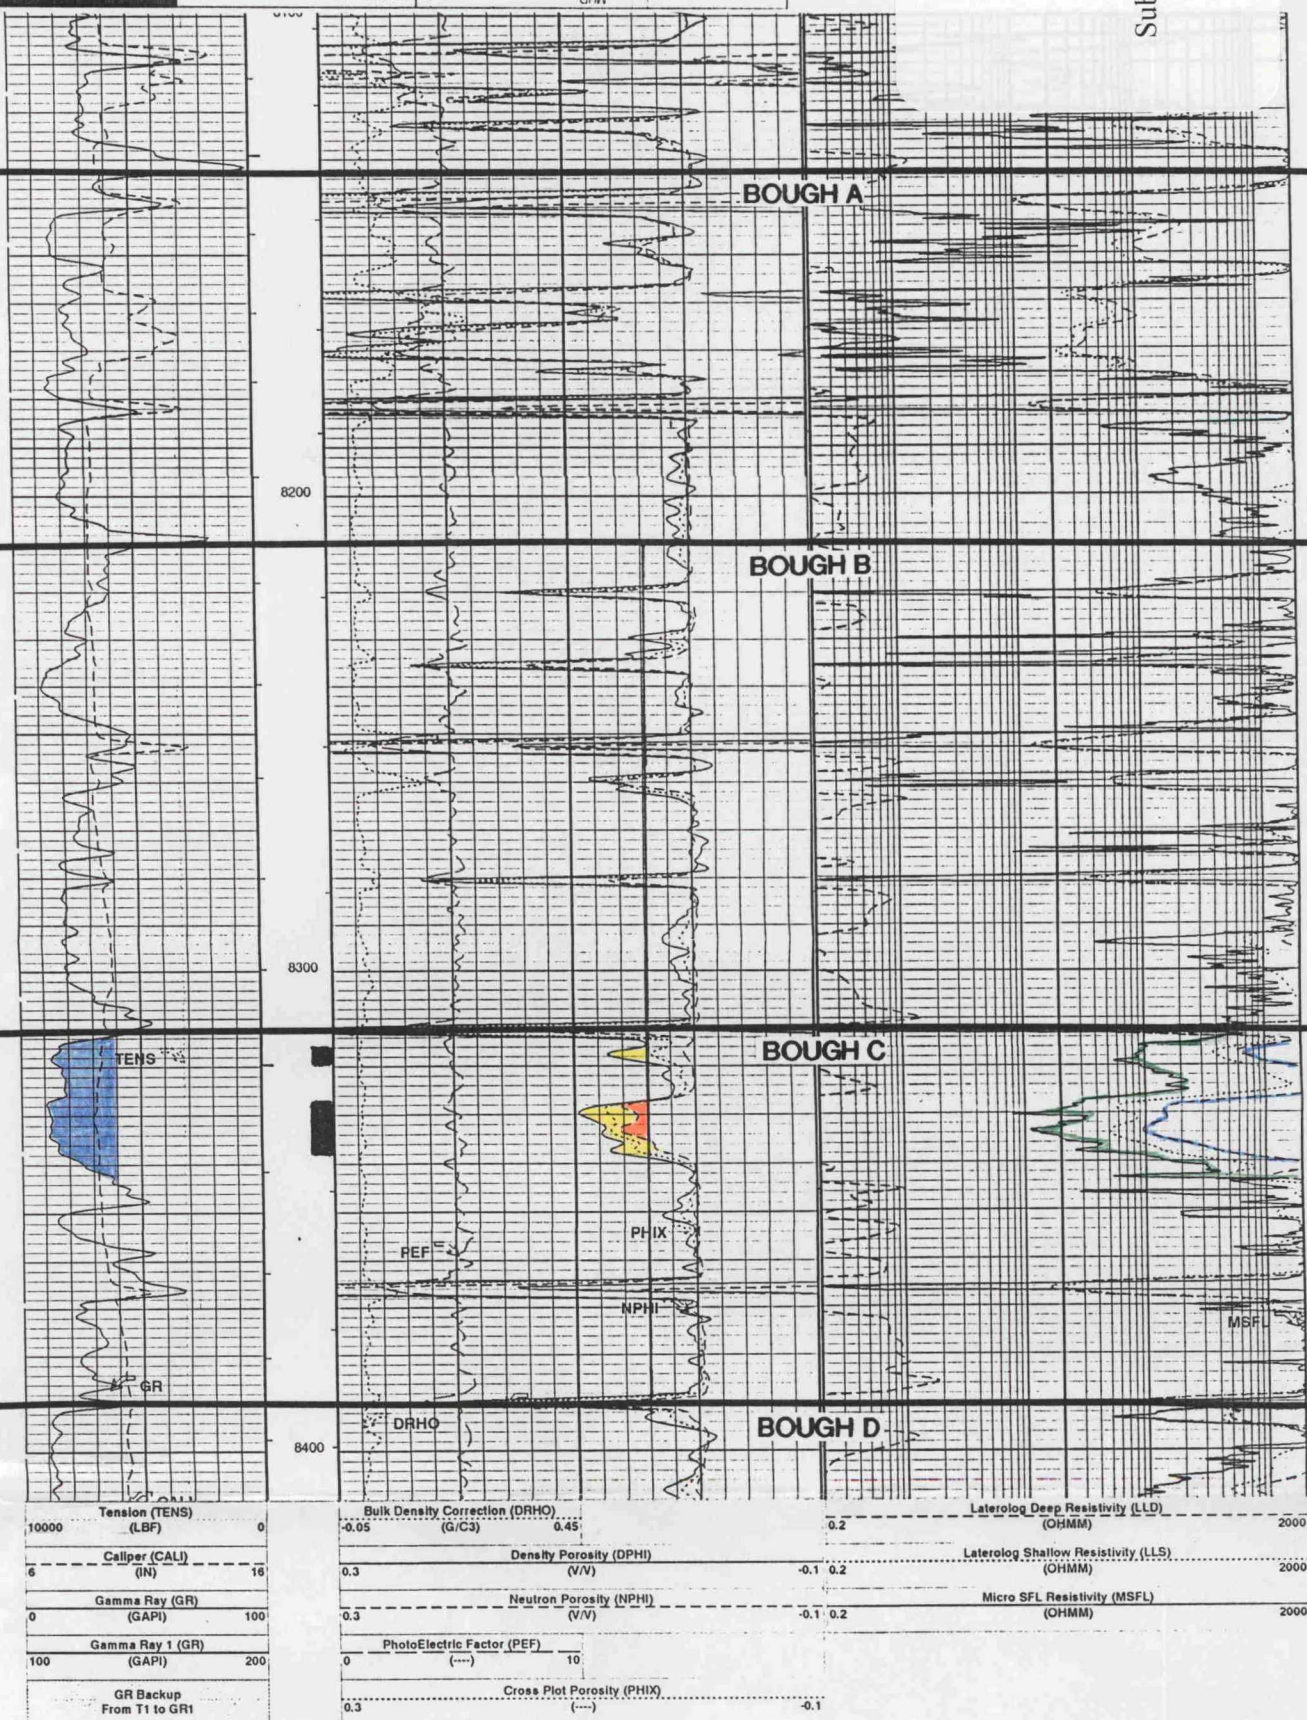 Sub
8100
BOUGH A
8200
BOUGH B
8300
BOUGH C
TENS
PHIX
PEF
NPHI
MSFL
GR
BOUGH D
DRHO
8400
CALI
Tension (TENS)
10000 (LBF) 0
Caliper (CALI)
6 (IN) 16
Gamma Ray (GR)
0 (GAPI) 100
Gamma Ray 1 (GR)
100 (GAPI) 200
GR Backup
From T1 to GR1
Bulk Density Correction (DRHO)
-0.05 (G/C3) 0.45
Density Porosity (DPHI)
0.3 (V/V) -0.1
Neutron Porosity (NPHI)
0.3 (V/V) -0.1
PhotoElectric Factor (PEF)
0 (----) 10
Cross Plot Porosity (PHIX)
0.3 (----) -0.1
Laterolog Deep Resistivity (LLD)
0.2 (OHMM) 2000
Laterolog Shallow Resistivity (LLS)
0.2 (OHMM) 2000
Micro SFL Resistivity (MSFL)
0.2 (OHMM) 2000